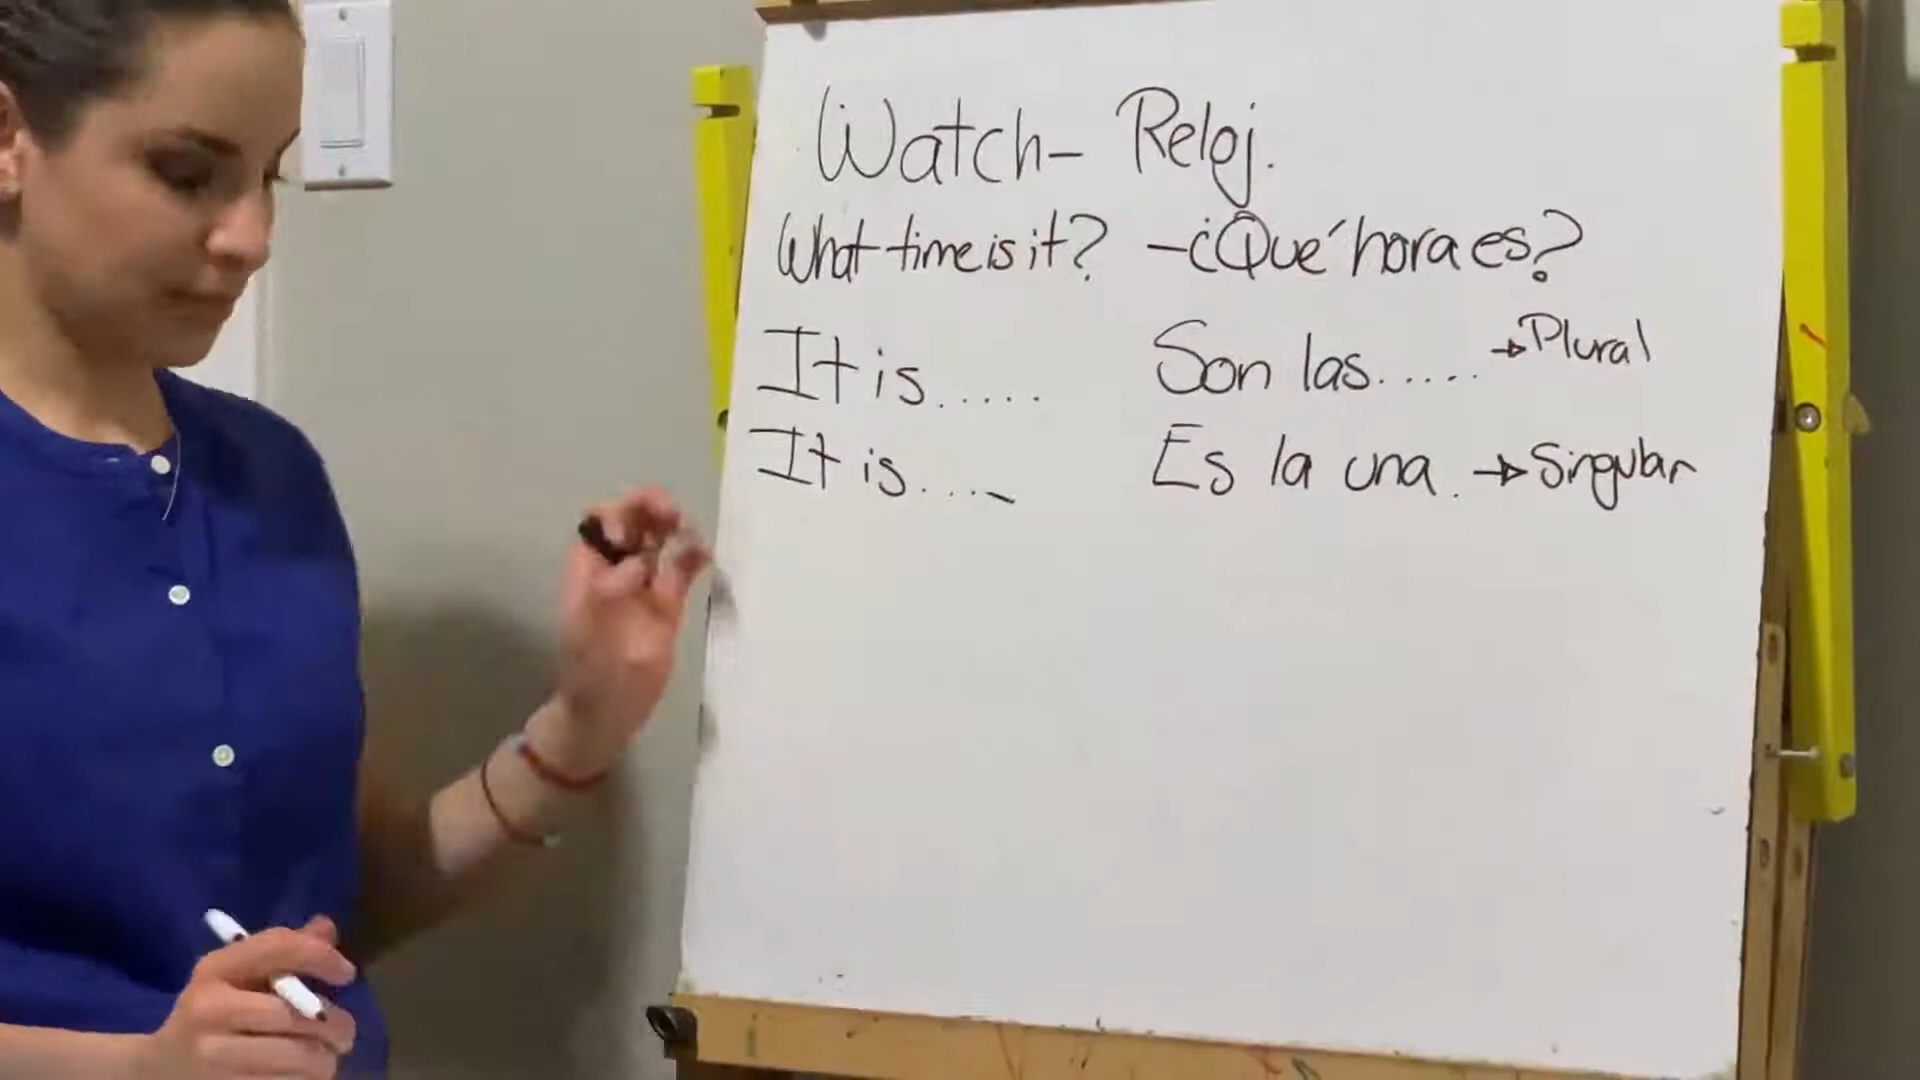 Watch- Reloj.
What time is it? -¿Qué hora es?
It is..... Son las..... → Plural
It is.... Es la una. → Singular